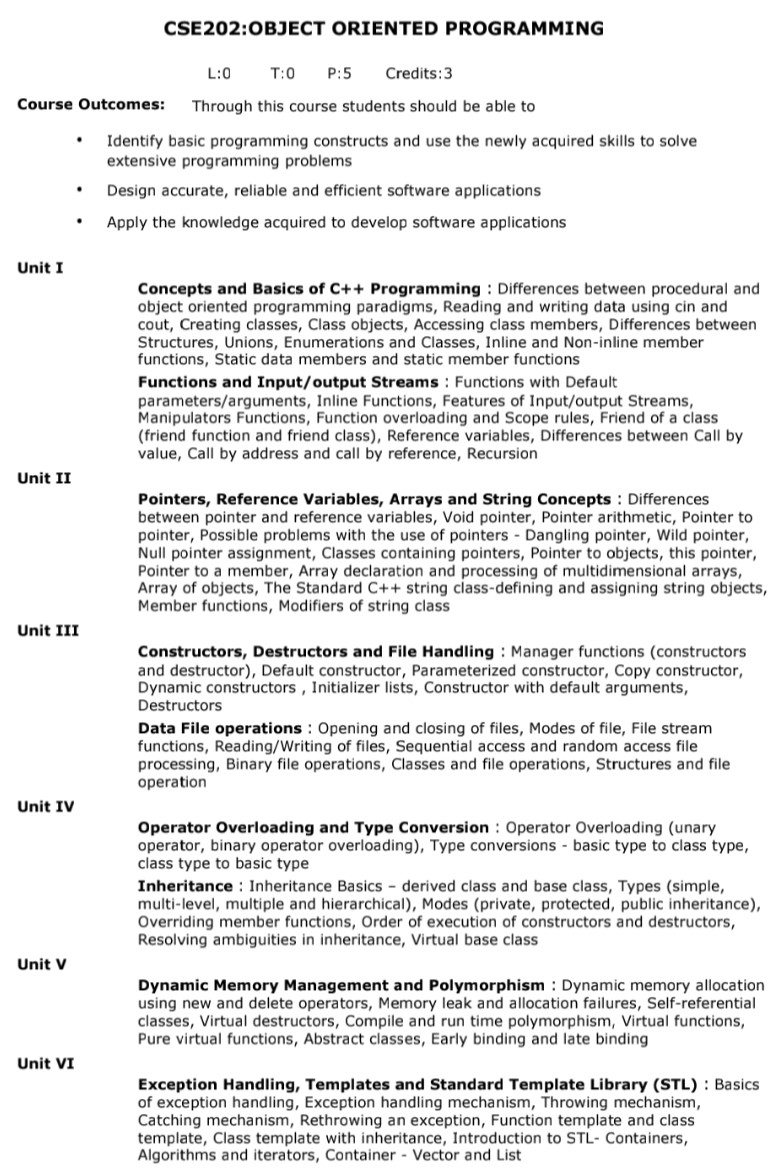 CSE202:OBJECT ORIENTED PROGRAMMING
L:0 T:0 P:5 Credits:3
Course Outcomes: Through this course students should be able to
• Identify basic programming constructs and use the newly acquired skills to solve
extensive programming problems
• Design accurate, reliable and efficient software applications
• Apply the knowledge acquired to develop software applications
Unit I
Concepts and Basics of C++ Programming : Differences between procedural and
object oriented programming paradigms, Reading and writing data using cin and
cout, Creating classes, Class objects, Accessing class members, Differences between
Structures, Unions, Enumerations and Classes, Inline and Non-inline member
functions, Static data members and static member functions
Functions and Input/output Streams : Functions with Default
parameters/arguments, Inline Functions, Features of Input/output Streams,
Manipulators Functions, Function overloading and Scope rules, Friend of a class
(friend function and friend class), Reference variables, Differences between Call by
value, Call by address and call by reference, Recursion
Unit II
Pointers, Reference Variables, Arrays and String Concepts : Differences
between pointer and reference variables, Void pointer, Pointer arithmetic, Pointer to
pointer, Possible problems with the use of pointers - Dangling pointer, Wild pointer,
Null pointer assignment, Classes containing pointers, Pointer to objects, this pointer,
Pointer to a member, Array declaration and processing of multidimensional arrays,
Array of objects, The Standard C++ string class-defining and assigning string objects,
Member functions, Modifiers of string class
Unit III
Constructors, Destructors and File Handling : Manager functions (constructors
and destructor), Default constructor, Parameterized constructor, Copy constructor,
Dynamic constructors , Initializer lists, Constructor with default arguments,
Destructors
Data File operations : Opening and closing of files, Modes of file, File stream
functions, Reading/Writing of files, Sequential access and random access file
processing, Binary file operations, Classes and file operations, Structures and file
operation
Unit IV
Operator Overloading and Type Conversion : Operator Overloading (unary
operator, binary operator overloading), Type conversions - basic type to class type,
class type to basic type
Inheritance : Inheritance Basics – derived class and base class, Types (simple,
multi-level, multiple and hierarchical), Modes (private, protected, public inheritance),
Overriding member functions, Order of execution of constructors and destructors,
Resolving ambiguities in inheritance, Virtual base class
Unit V
Dynamic Memory Management and Polymorphism : Dynamic memory allocation
using new and delete operators, Memory leak and allocation failures, Self-referential
classes, Virtual destructors, Compile and run time polymorphism, Virtual functions,
Pure virtual functions, Abstract classes, Early binding and late binding
Unit VI
Exception Handling, Templates and Standard Template Library (STL) : Basics
of exception handling, Exception handling mechanism, Throwing mechanism,
Catching mechanism, Rethrowing an exception, Function template and class
template, Class template with inheritance, Introduction to STL- Containers,
Algorithms and iterators, Container - Vector and List